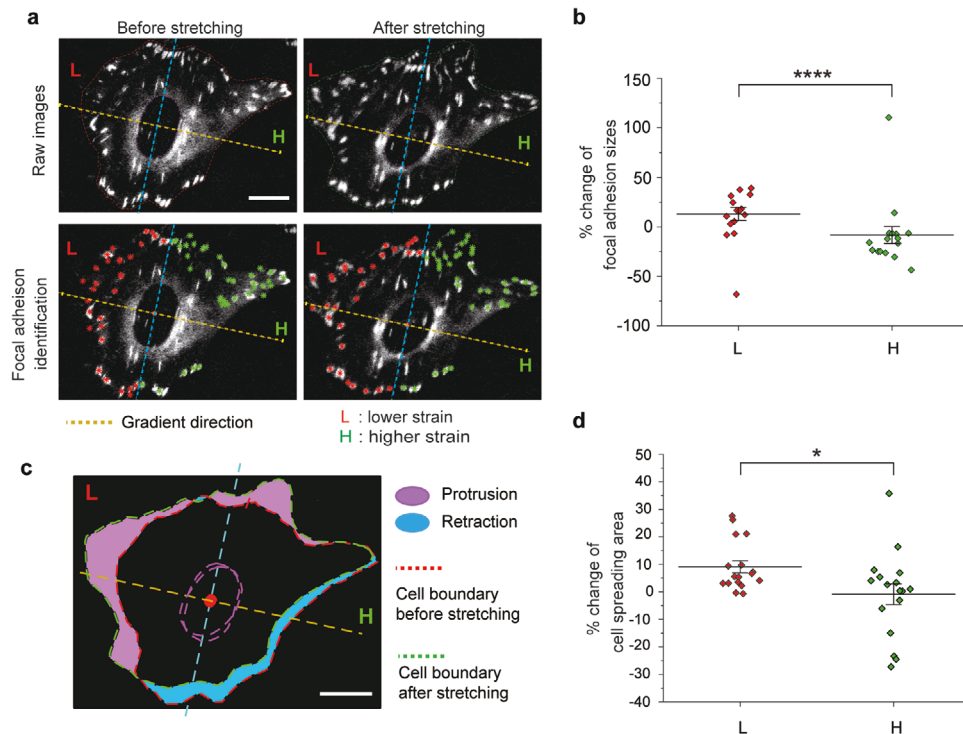 a
Before stretching
After stretching
Raw images
L
H
Focal adheison
identification
L
H
L
H
Gradient direction
L : lower strain
H : higher strain
b
****
% change of
focal adhesion sizes
150
100
50
0
-50
-100
L
H
c
L
H
Protrusion
Retraction
Cell boundary
before stretching
Cell boundary
after stretching
d
*
% change of
cell spreading area
50
40
30
20
10
0
-10
-20
-30
-40
L
H